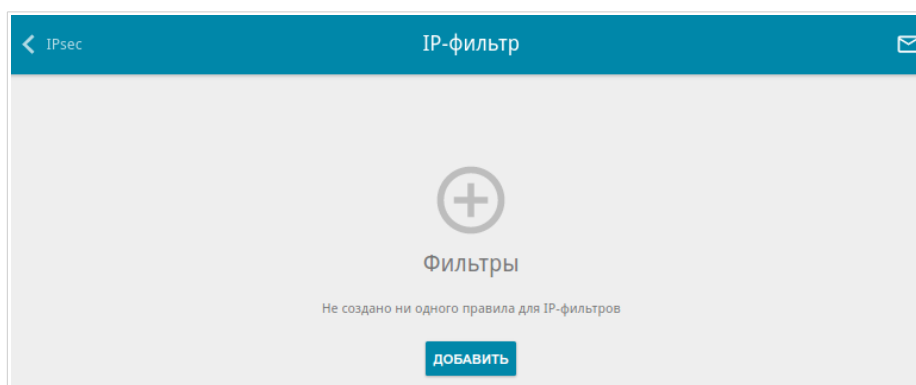 IPsec
IP-фильтр
Фильтры
Не создано ни одного правила для IP-фильтров
ДОБАВИТЬ